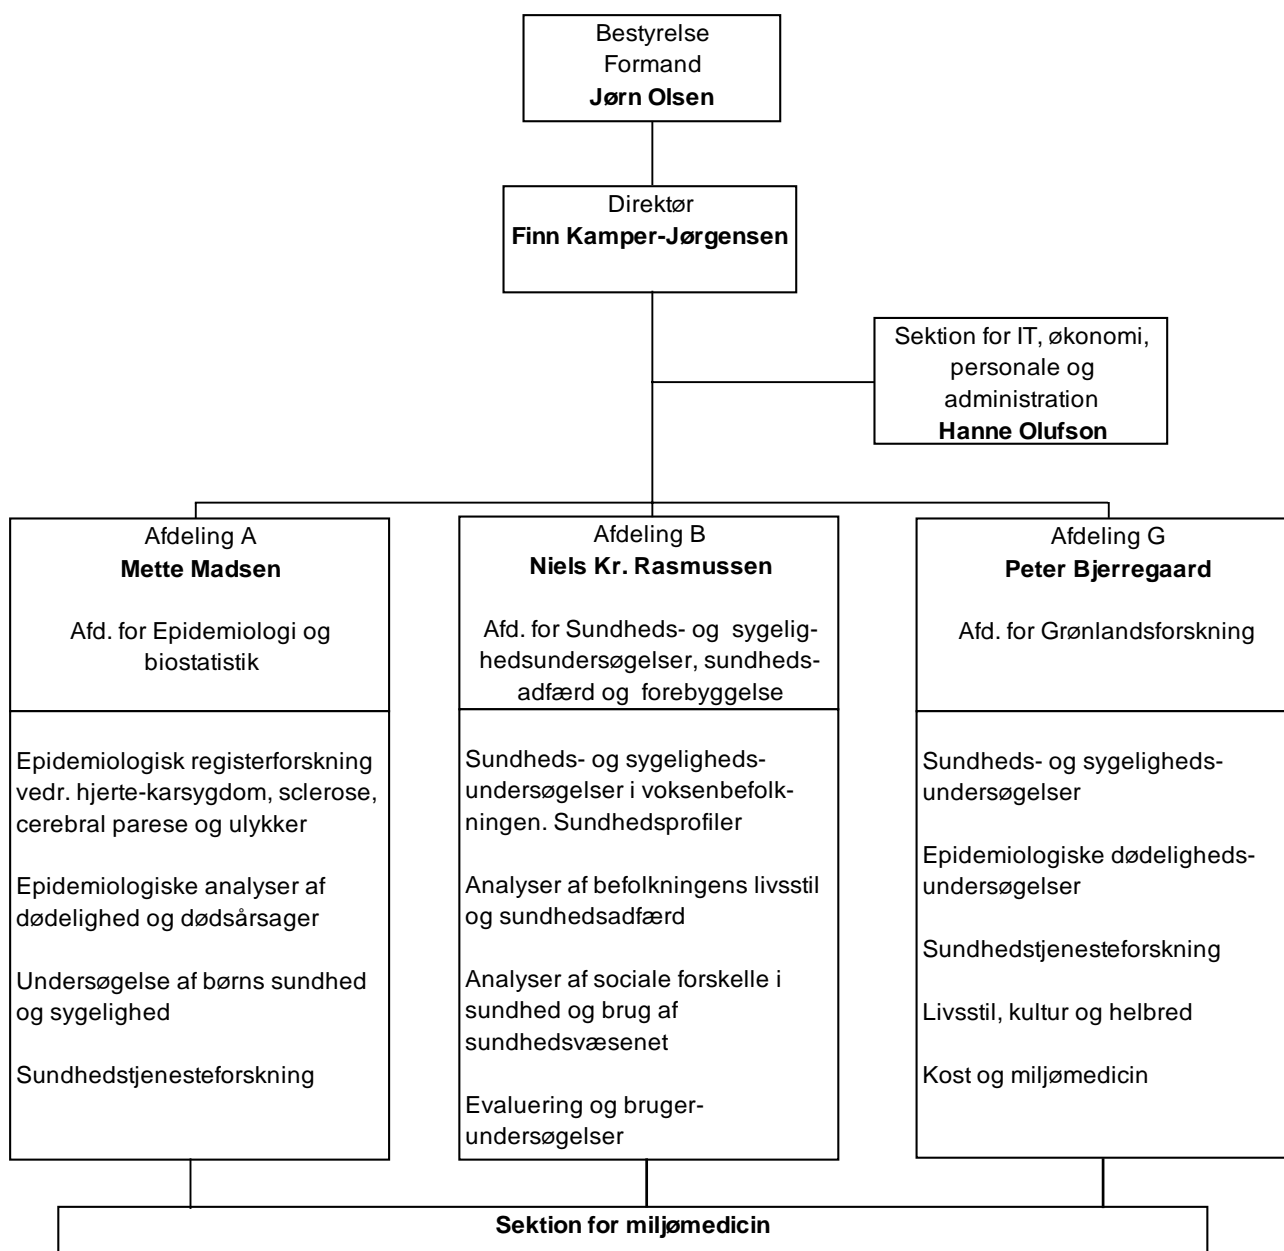 Bestyrelse
Formand
Jørn Olsen
Direktør
Finn Kamper-Jørgensen
Sektion for IT, økonomi,
personale og
administration
Hanne Olufson
Afdeling A
Mette Madsen
Afd. for Epidemiologi og
biostatistik
Epidemiologisk registerforskning
vedr. hjerte-karsygdom, sclerose,
cerebral parese og ulykker
Epidemiologiske analyser af
dødelighed og dødsårsager
Undersøgelse af børns sundhed
og sygelighed
Sundhedstjenesteforskning
Afdeling B
Niels Kr. Rasmussen
Afd. for Sundheds- og sygelig-
hedsundersøgelser, sundheds-
adfærd og forebyggelse
Sundheds- og sygeligheds-
undersøgelser i voksenbefolk-
ningen. Sundhedsprofiler
Analyser af befolkningens livsstil
og sundhedsadfærd
Analyser af sociale forskelle i
sundhed og brug af
sundhedsvæsenet
Evaluering og bruger-
undersøgelser
Afdeling G
Peter Bjerregaard
Afd. for Grønlandsforskning
Sundheds- og sygeligheds-
undersøgelser
Epidemiologiske dødeligheds-
undersøgelser
Sundhedstjenesteforskning
Livsstil, kultur og helbred
Kost og miljømedicin
Sektion for miljømedicin